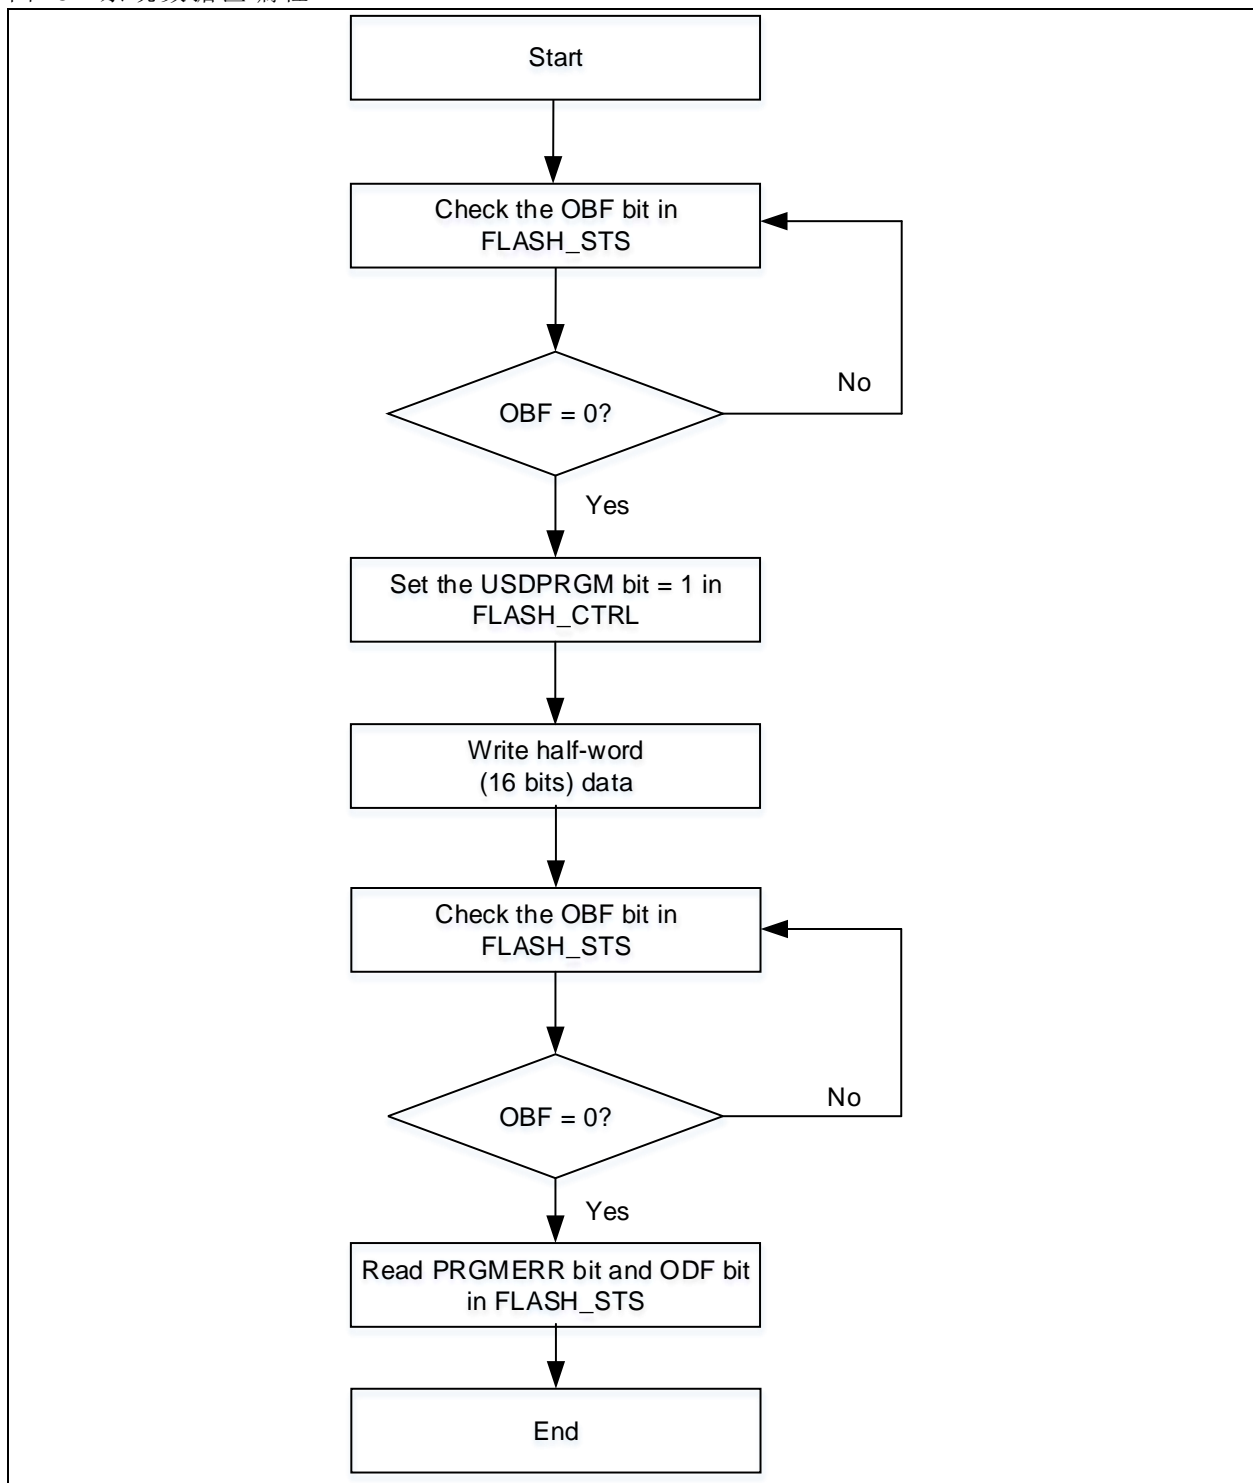 Start
Check the OBF bit in
FLASH_STS
OBF = 0?
No
Yes
Set the USDPRGM bit = 1 in
FLASH_CTRL
Write half-word
(16 bits) data
Check the OBF bit in
FLASH_STS
OBF = 0?
No
Yes
Read PRGMERR bit and ODF bit
in FLASH_STS
End